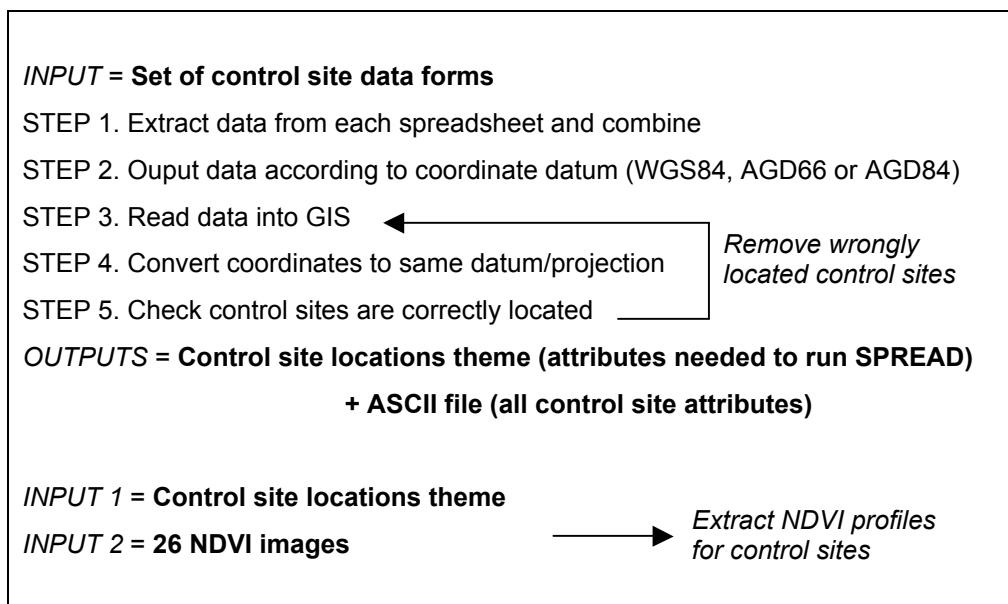 INPUT = Set of control site data forms
STEP 1. Extract data from each spreadsheet and combine
STEP 2. Ouput data according to coordinate datum (WGS84, AGD66 or AGD84)
STEP 3. Read data into GIS
STEP 4. Convert coordinates to same datum/projection
STEP 5. Check control sites are correctly located
Remove wrongly
located control sites
OUTPUTS = Control site locations theme (attributes needed to run SPREAD)
+ ASCII file (all control site attributes)
INPUT 1 = Control site locations theme
INPUT 2 = 26 NDVI images
Extract NDVI profiles
for control sites